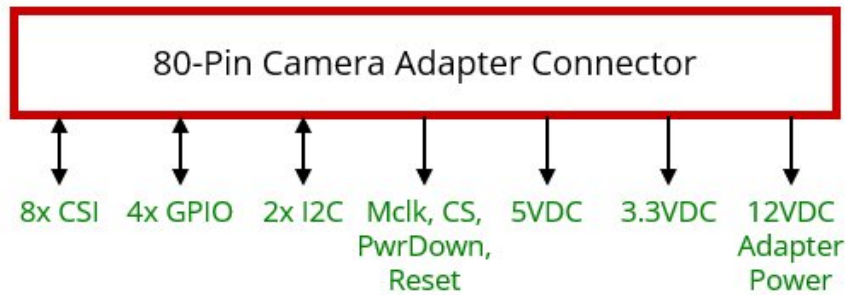 80-Pin Camera Adapter Connector
8x CSI
4x GPIO
2x I2C
Mclk, CS,
PwrDown,
Reset
5VDC
3.3VDC
12VDC
Adapter
Power